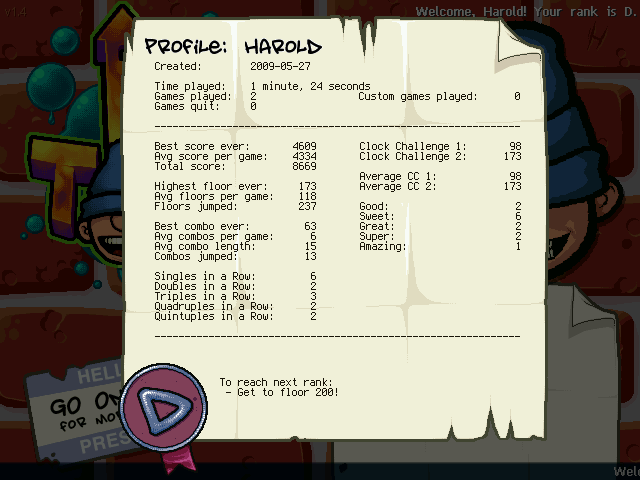 v1.4
Welcome, Harold! Your rank is D.
PROFILE: HAROLD
Created: 2009-05-27
Time played: 1 minute, 24 seconds
Games played: 2 Custom games played: 0
Games quit: 0
Best score ever: 4609 Clock Challenge 1: 98
Avg score per game: 4334 Clock Challenge 2: 173
Total score: 8669
Average CC 1: 98
Highest floor ever: 173 Average CC 2: 173
Avg floors per game: 118
Floors jumped: 237 Good: 2
Sweet: 6
Best combo ever: 63 Great: 2
Avg combos per game: 6 Super: 2
Avg combo length: 15 Amazing: 1
Combos jumped: 13
Singles in a Row: 6
Doubles in a Row: 2
Triples in a Row: 3
Quadruples in a Row: 2
Quintuples in a Row: 2
To reach next rank:
- Get to floor 200!
HELL
GO ON
FOR MO
PRES
Welc